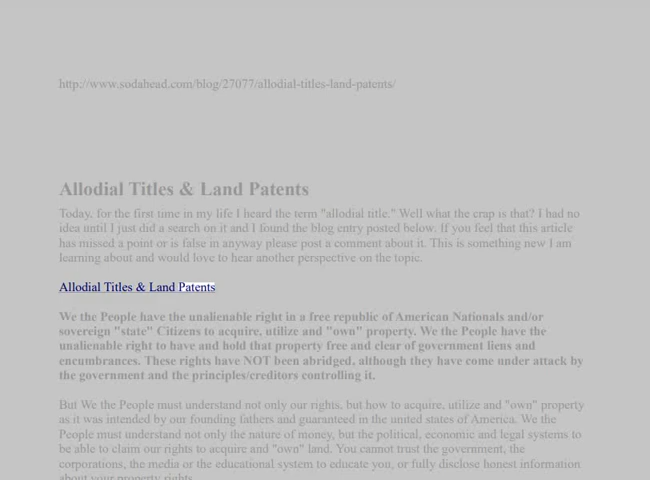 http://www.sodahead.com/blog/27077/allodial-titles-land-patents/
Allodial Titles & Land Patents
Today, for the first time in my life I heard the term "allodial title." Well what the crap is that? I had no
idea until I just did a search on it and I found the blog entry posted below. If you feel that this article
has missed a point or is false in anyway please post a comment about it. This is something new I am
learning about and would love to hear another perspective on the topic.
Allodial Titles & Land Patents
We the People have the unalienable right in a free republic of American Nationals and/or
sovereign "state" Citizens to acquire, utilize and "own" property. We the People have the
unalienable right to have and hold that property free and clear of government liens and
encumbrances. These rights have NOT been abridged, although they have come under attack by
the government and the principles/creditors controlling it.
But We the People must understand not only our rights, but how to acquire, utilize and "own" property
as it was intended by our founding fathers and guaranteed in the united states of America. We the
People must understand not only the nature of money, but the political, economic and legal systems to
be able to claim our rights to acquire and "own" land. You cannot trust the government, the
corporations, the media or the educational system to educate you, or fully disclose honest information
about your property rights.